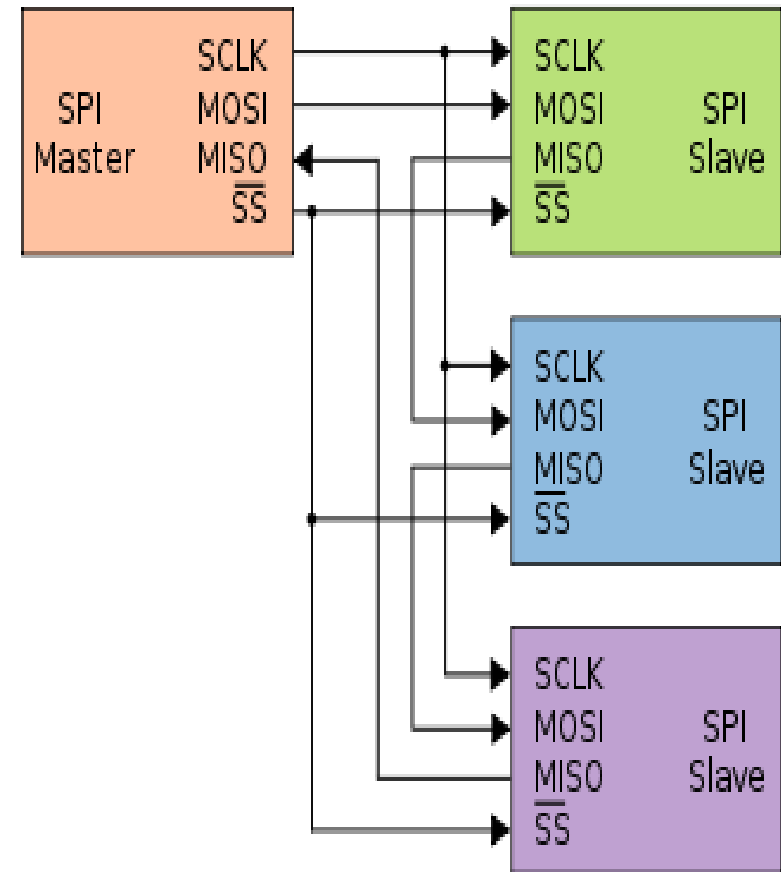 SCLK
SPI MOSI
Master MISO
SS
SCLK
MOSI SPI
MISO Slave
SS
SCLK
MOSI SPI
MISO Slave
SS
SCLK
MOSI SPI
MISO Slave
SS